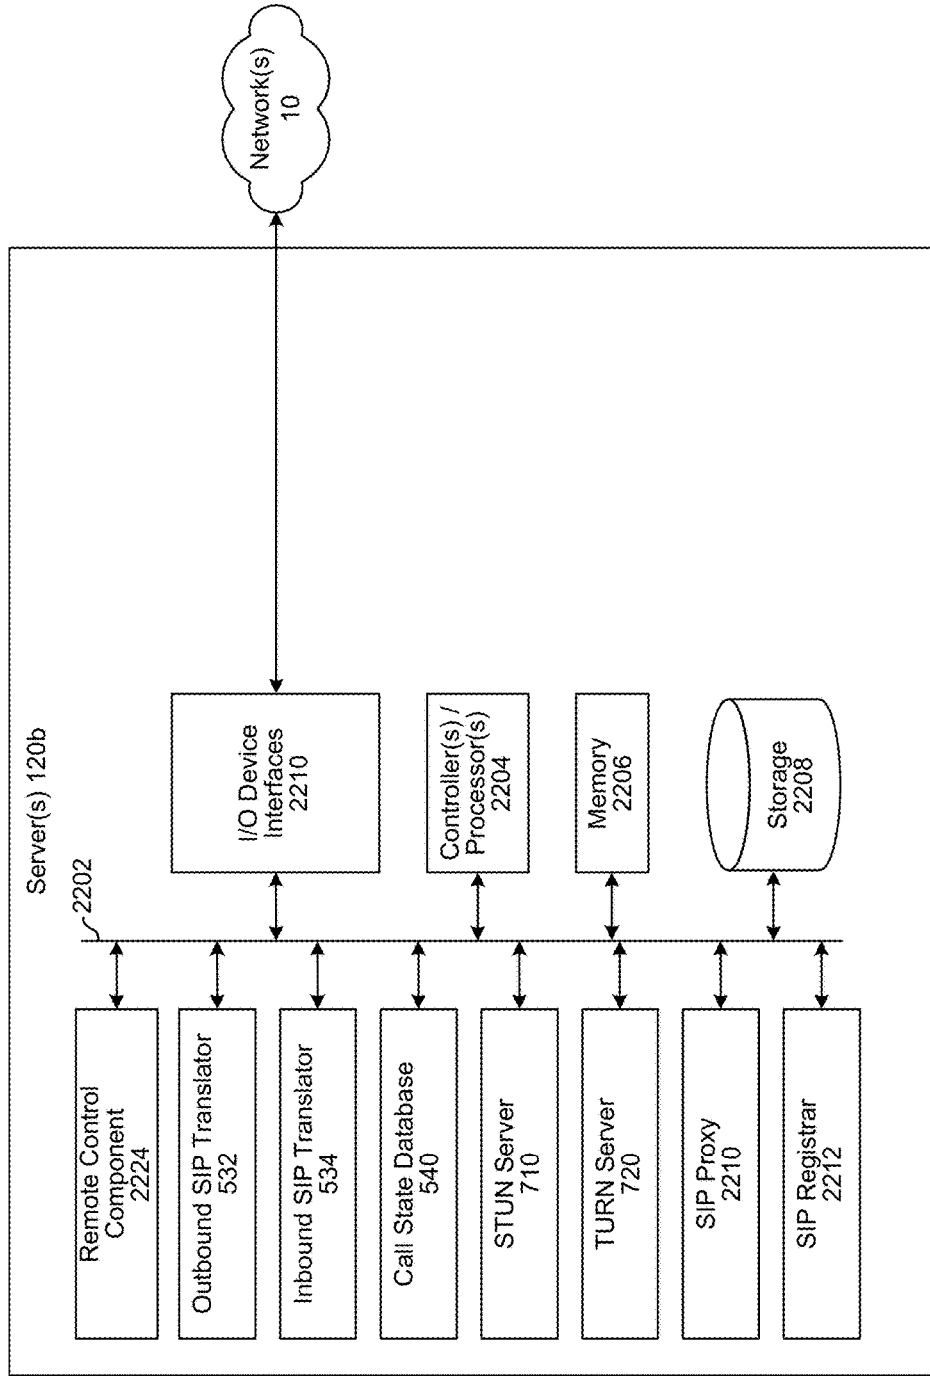 Server(s) 120b
2202
Remote Control
Component
2224
Outbound SIP Translator
532
Inbound SIP Translator
534
Call State Database
540
STUN Server
710
TURN Server
720
SIP Proxy
2210
SIP Registrar
2212
I/O Device
Interfaces
2210
Controller(s) /
Processor(s)
2204
Memory
2206
Storage
2208
Network(s)
10